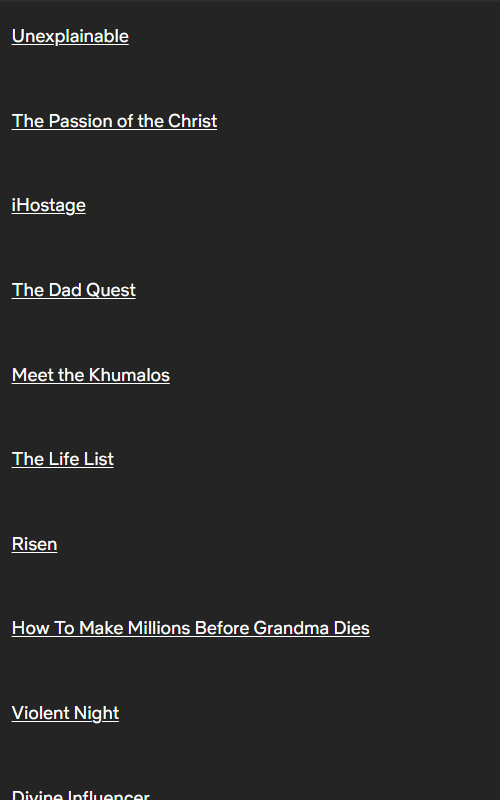 Unexplainable
The Passion of the Christ
iHostage
The Dad Quest
Meet the Khumalos
The Life List
Risen
How To Make Millions Before Grandma Dies
Violent Night
Divine Influencer